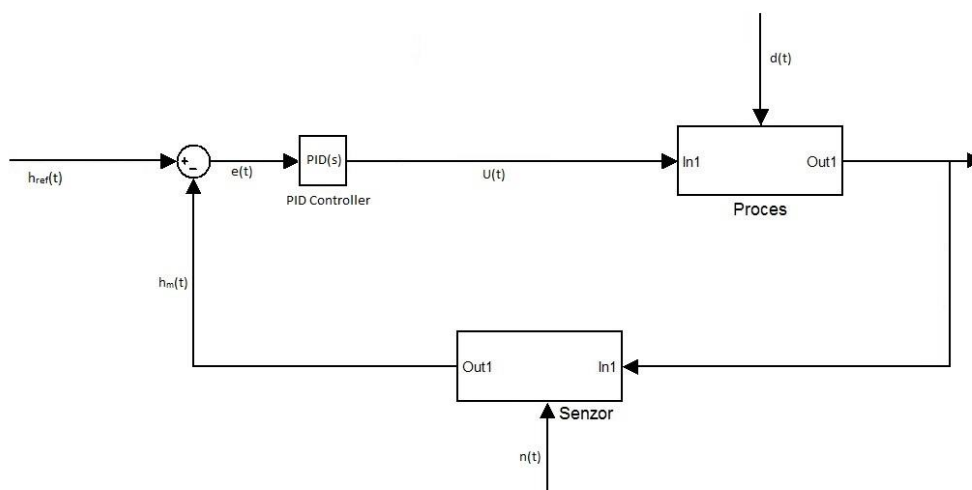 d(t)
h_ref(t)
+
-
e(t)
PID(s)
PID Controller
U(t)
In1
Out1
Proces
h_m(t)
Out1
In1
Senzor
n(t)